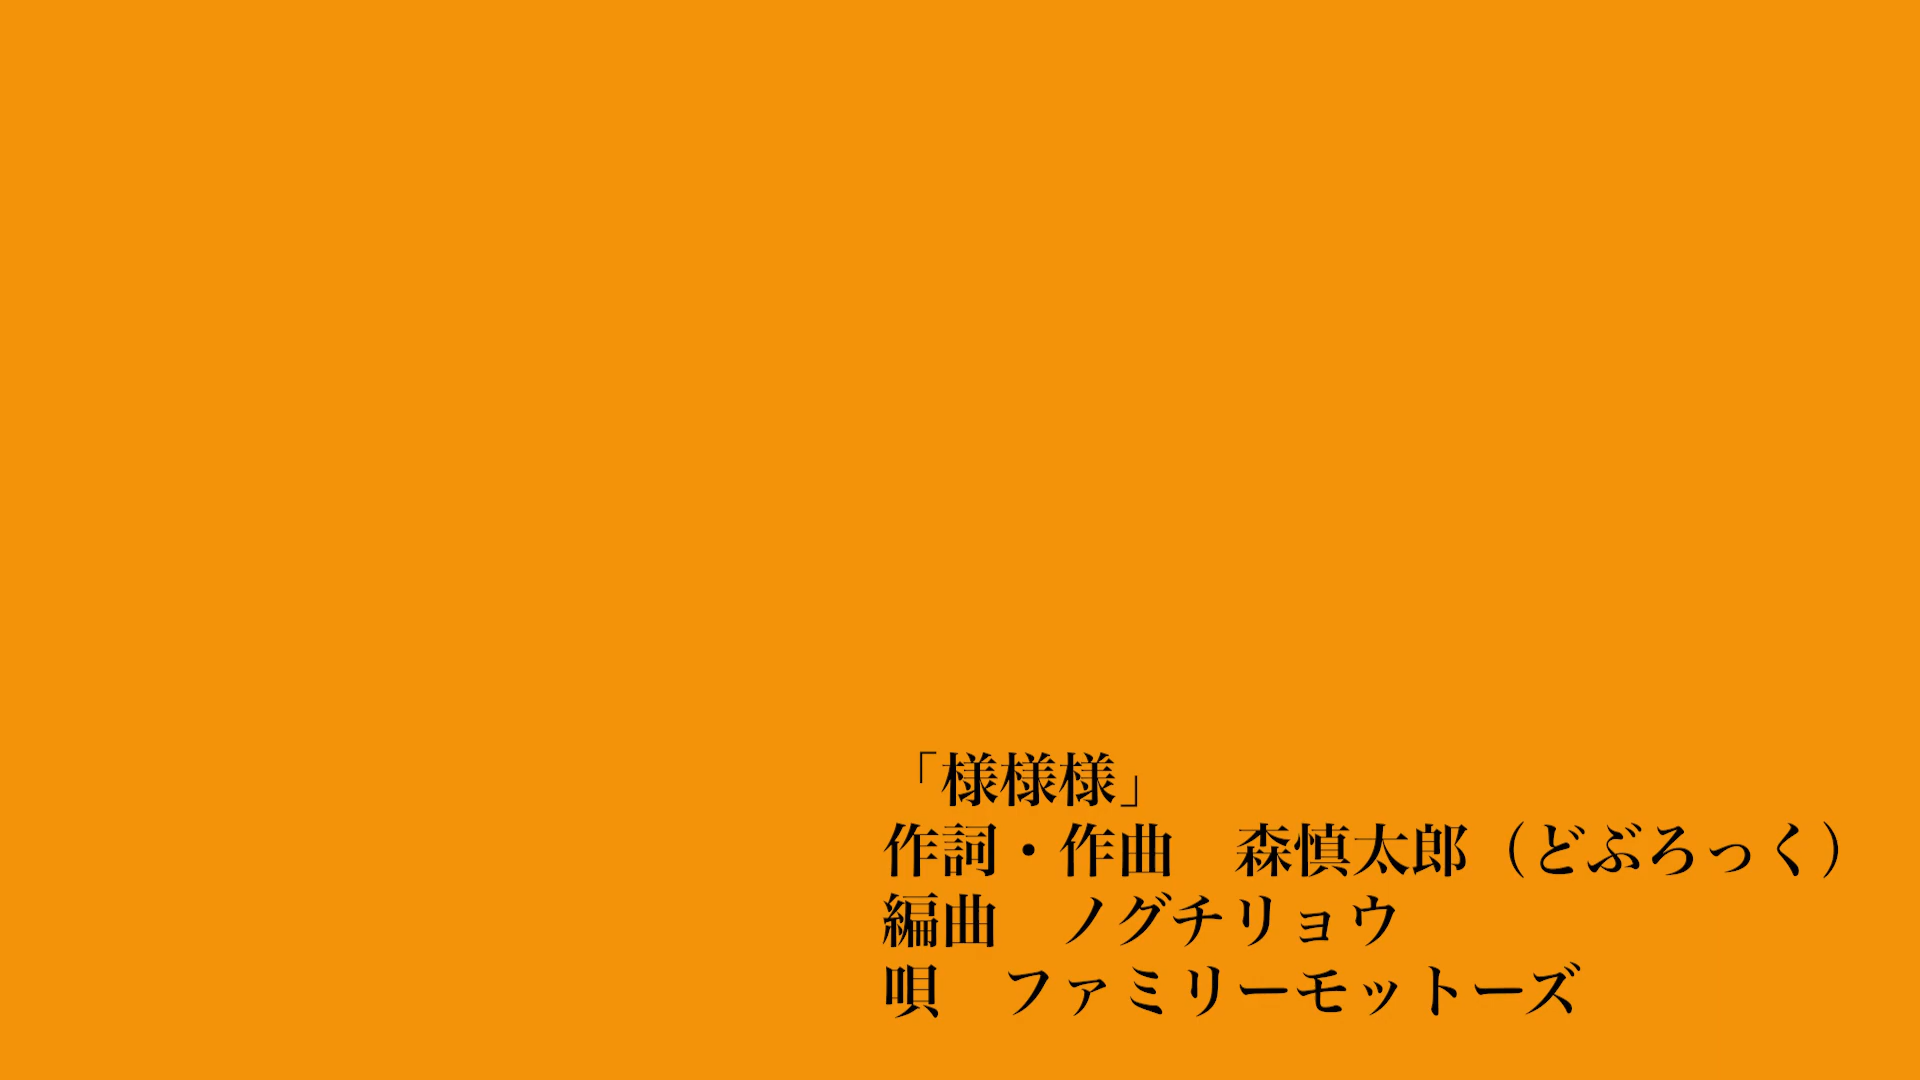 「様様様」
作詞・作曲　森慎太郎（どぶろっく）
編曲　ノグチリョウ
唄　ファミリーモットーズ